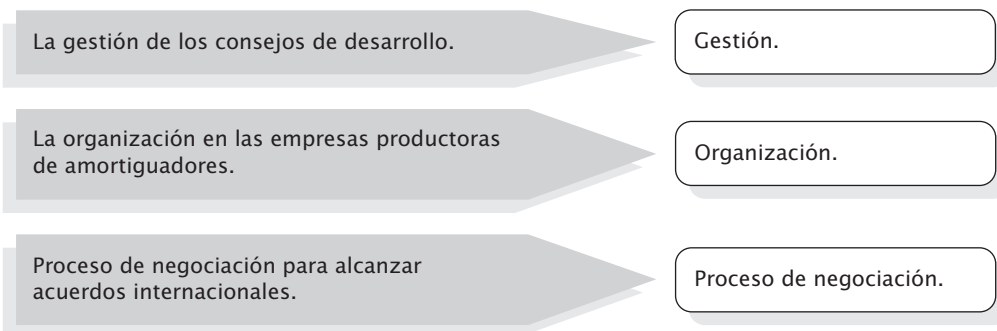 La gestión de los consejos de desarrollo.
Gestión.
La organización en las empresas productoras
de amortiguadores.
Organización.
Proceso de negociación para alcanzar
acuerdos internacionales.
Proceso de negociación.